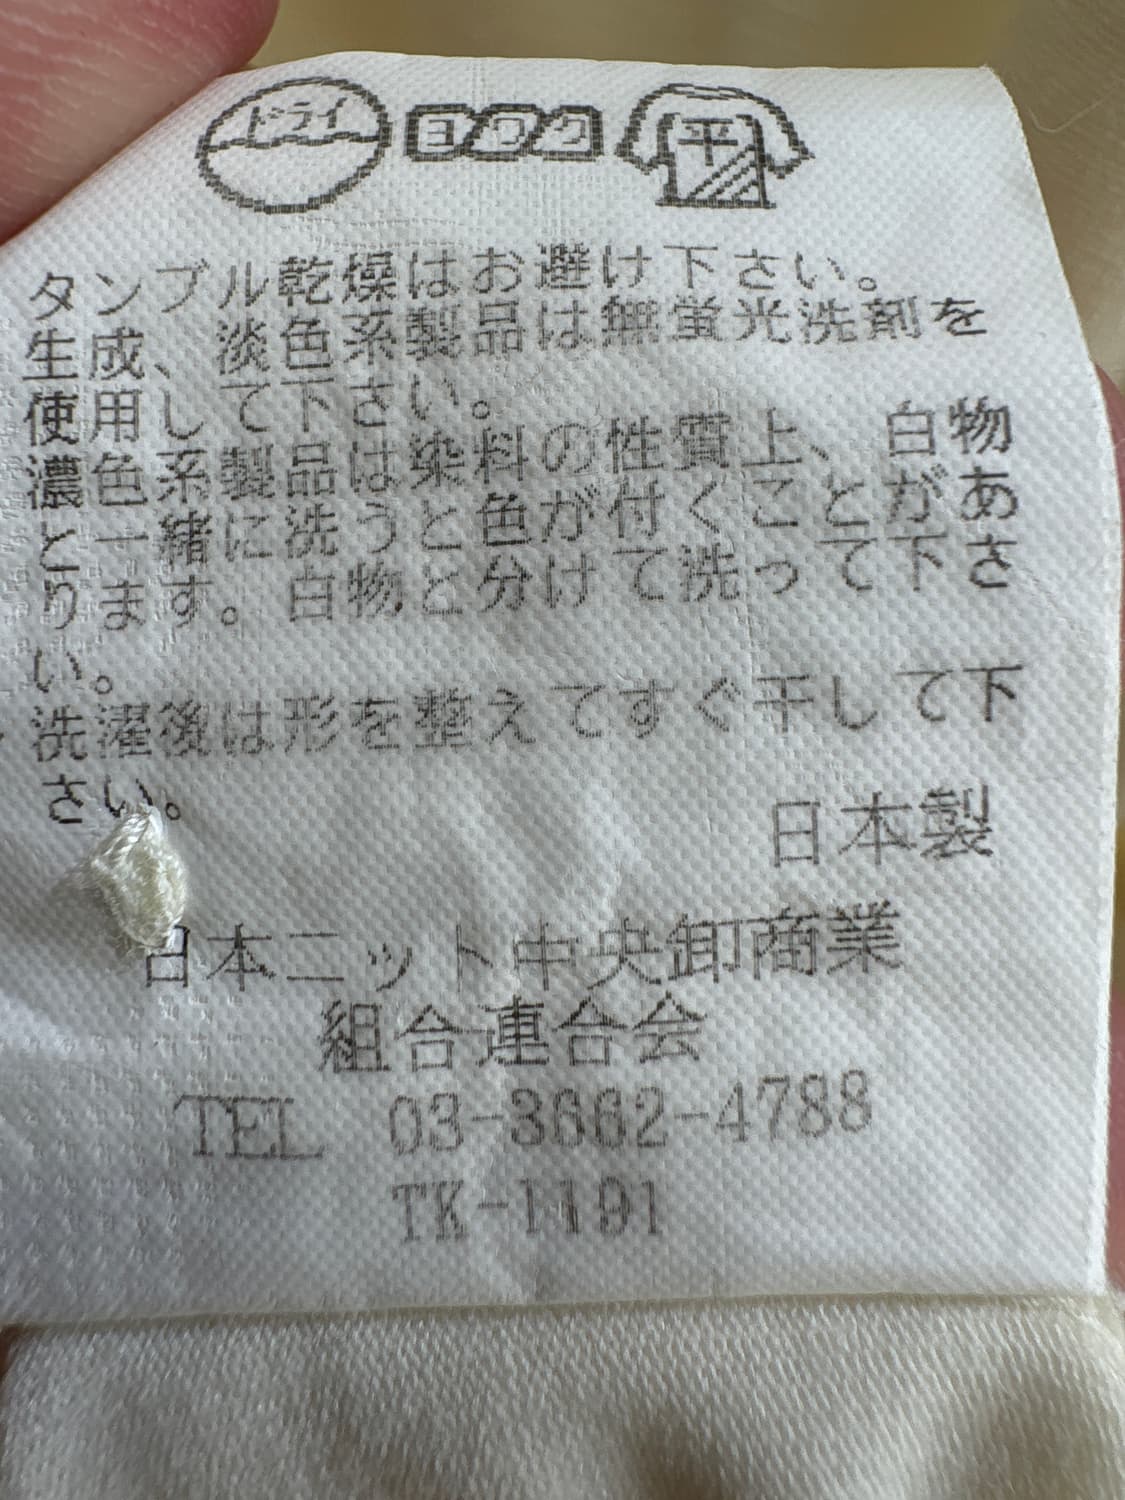 ドライ ヨワク 平
タンブル乾燥はお避け下さい。
生成、淡色系製品は無蛍光洗剤を
使用して下さい。
濃色系製品は染料の性質上、白物
と一緒に洗うと色が付くことがあ
ります。白物と分けて洗って下さ
い。
洗濯後は形を整えてすぐ干して下
さい。
日本製
日本ニット中央卸商業
組合連合会
TEL 03-3662-4788
TK-1191